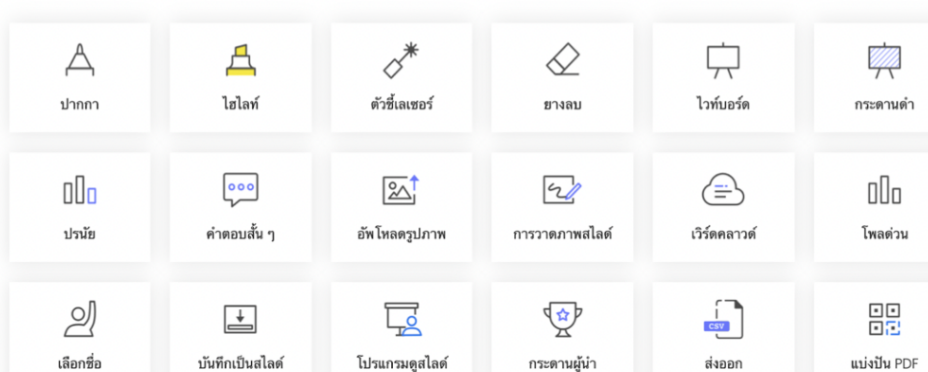 ปากกา
ไฮไลท์
ตัวชี้เลเซอร์
ยางลบ
ไวท์บอร์ด
กระดานดำ
ปรนัย
คำตอบสั้น ๆ
อัพโหลดรูปภาพ
การวาดภาพสไลด์
เวิร์ดคลาวด์
โพลด่วน
CSV
เลือกชื่อ
บันทึกเป็นสไลด์
โปรแกรมดูสไลด์
กระดานผู้นำ
ส่งออก
แบ่งปัน PDF